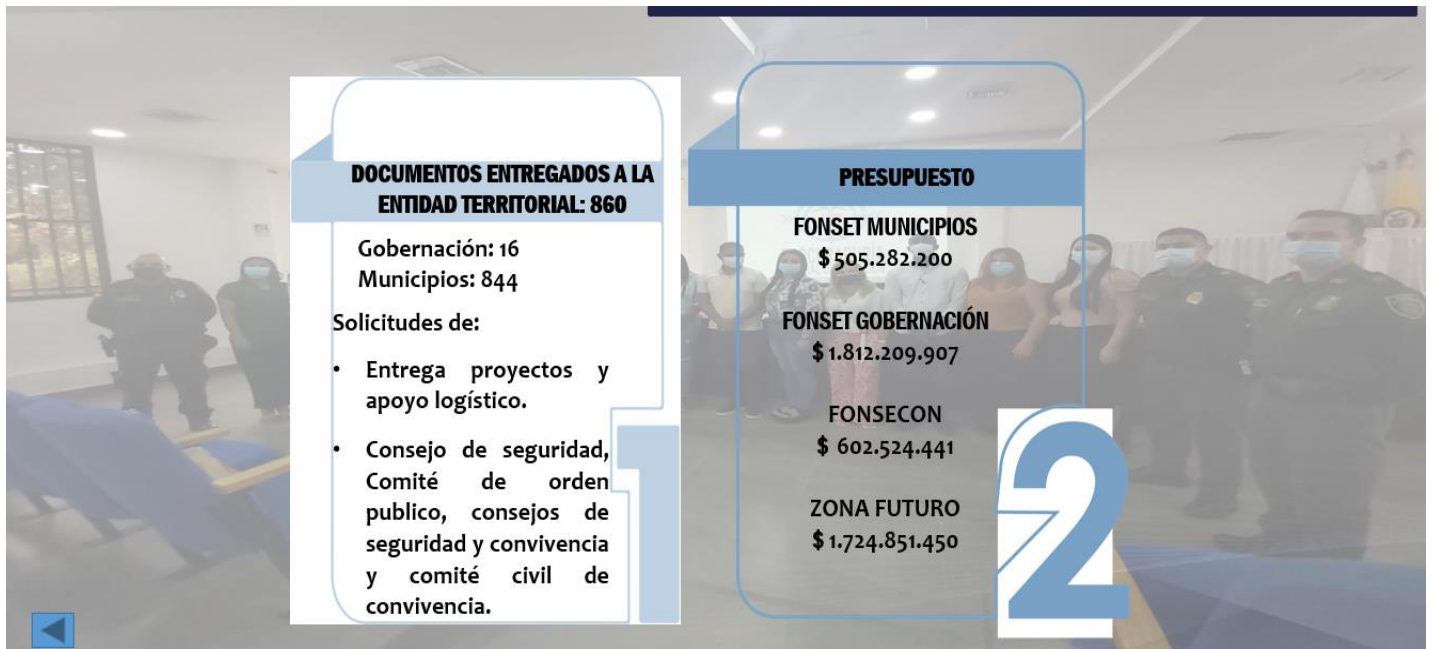 DOCUMENTOS ENTREGADOS A LA
ENTIDAD TERRITORIAL: 860
Gobernación: 16
Municipios: 844
Solicitudes de:
• Entrega proyectos y
apoyo logístico.
• Consejo de seguridad,
Comité de orden
publico, consejos de
seguridad y convivencia
y comité civil de
convivencia.
1
PRESUPUESTO
FONSET MUNICIPIOS
$ 505.282.200
FONSET GOBERNACIÓN
$ 1.812.209.907
FONSECON
$ 602.524.441
ZONA FUTURO
$ 1.724.851.450
2